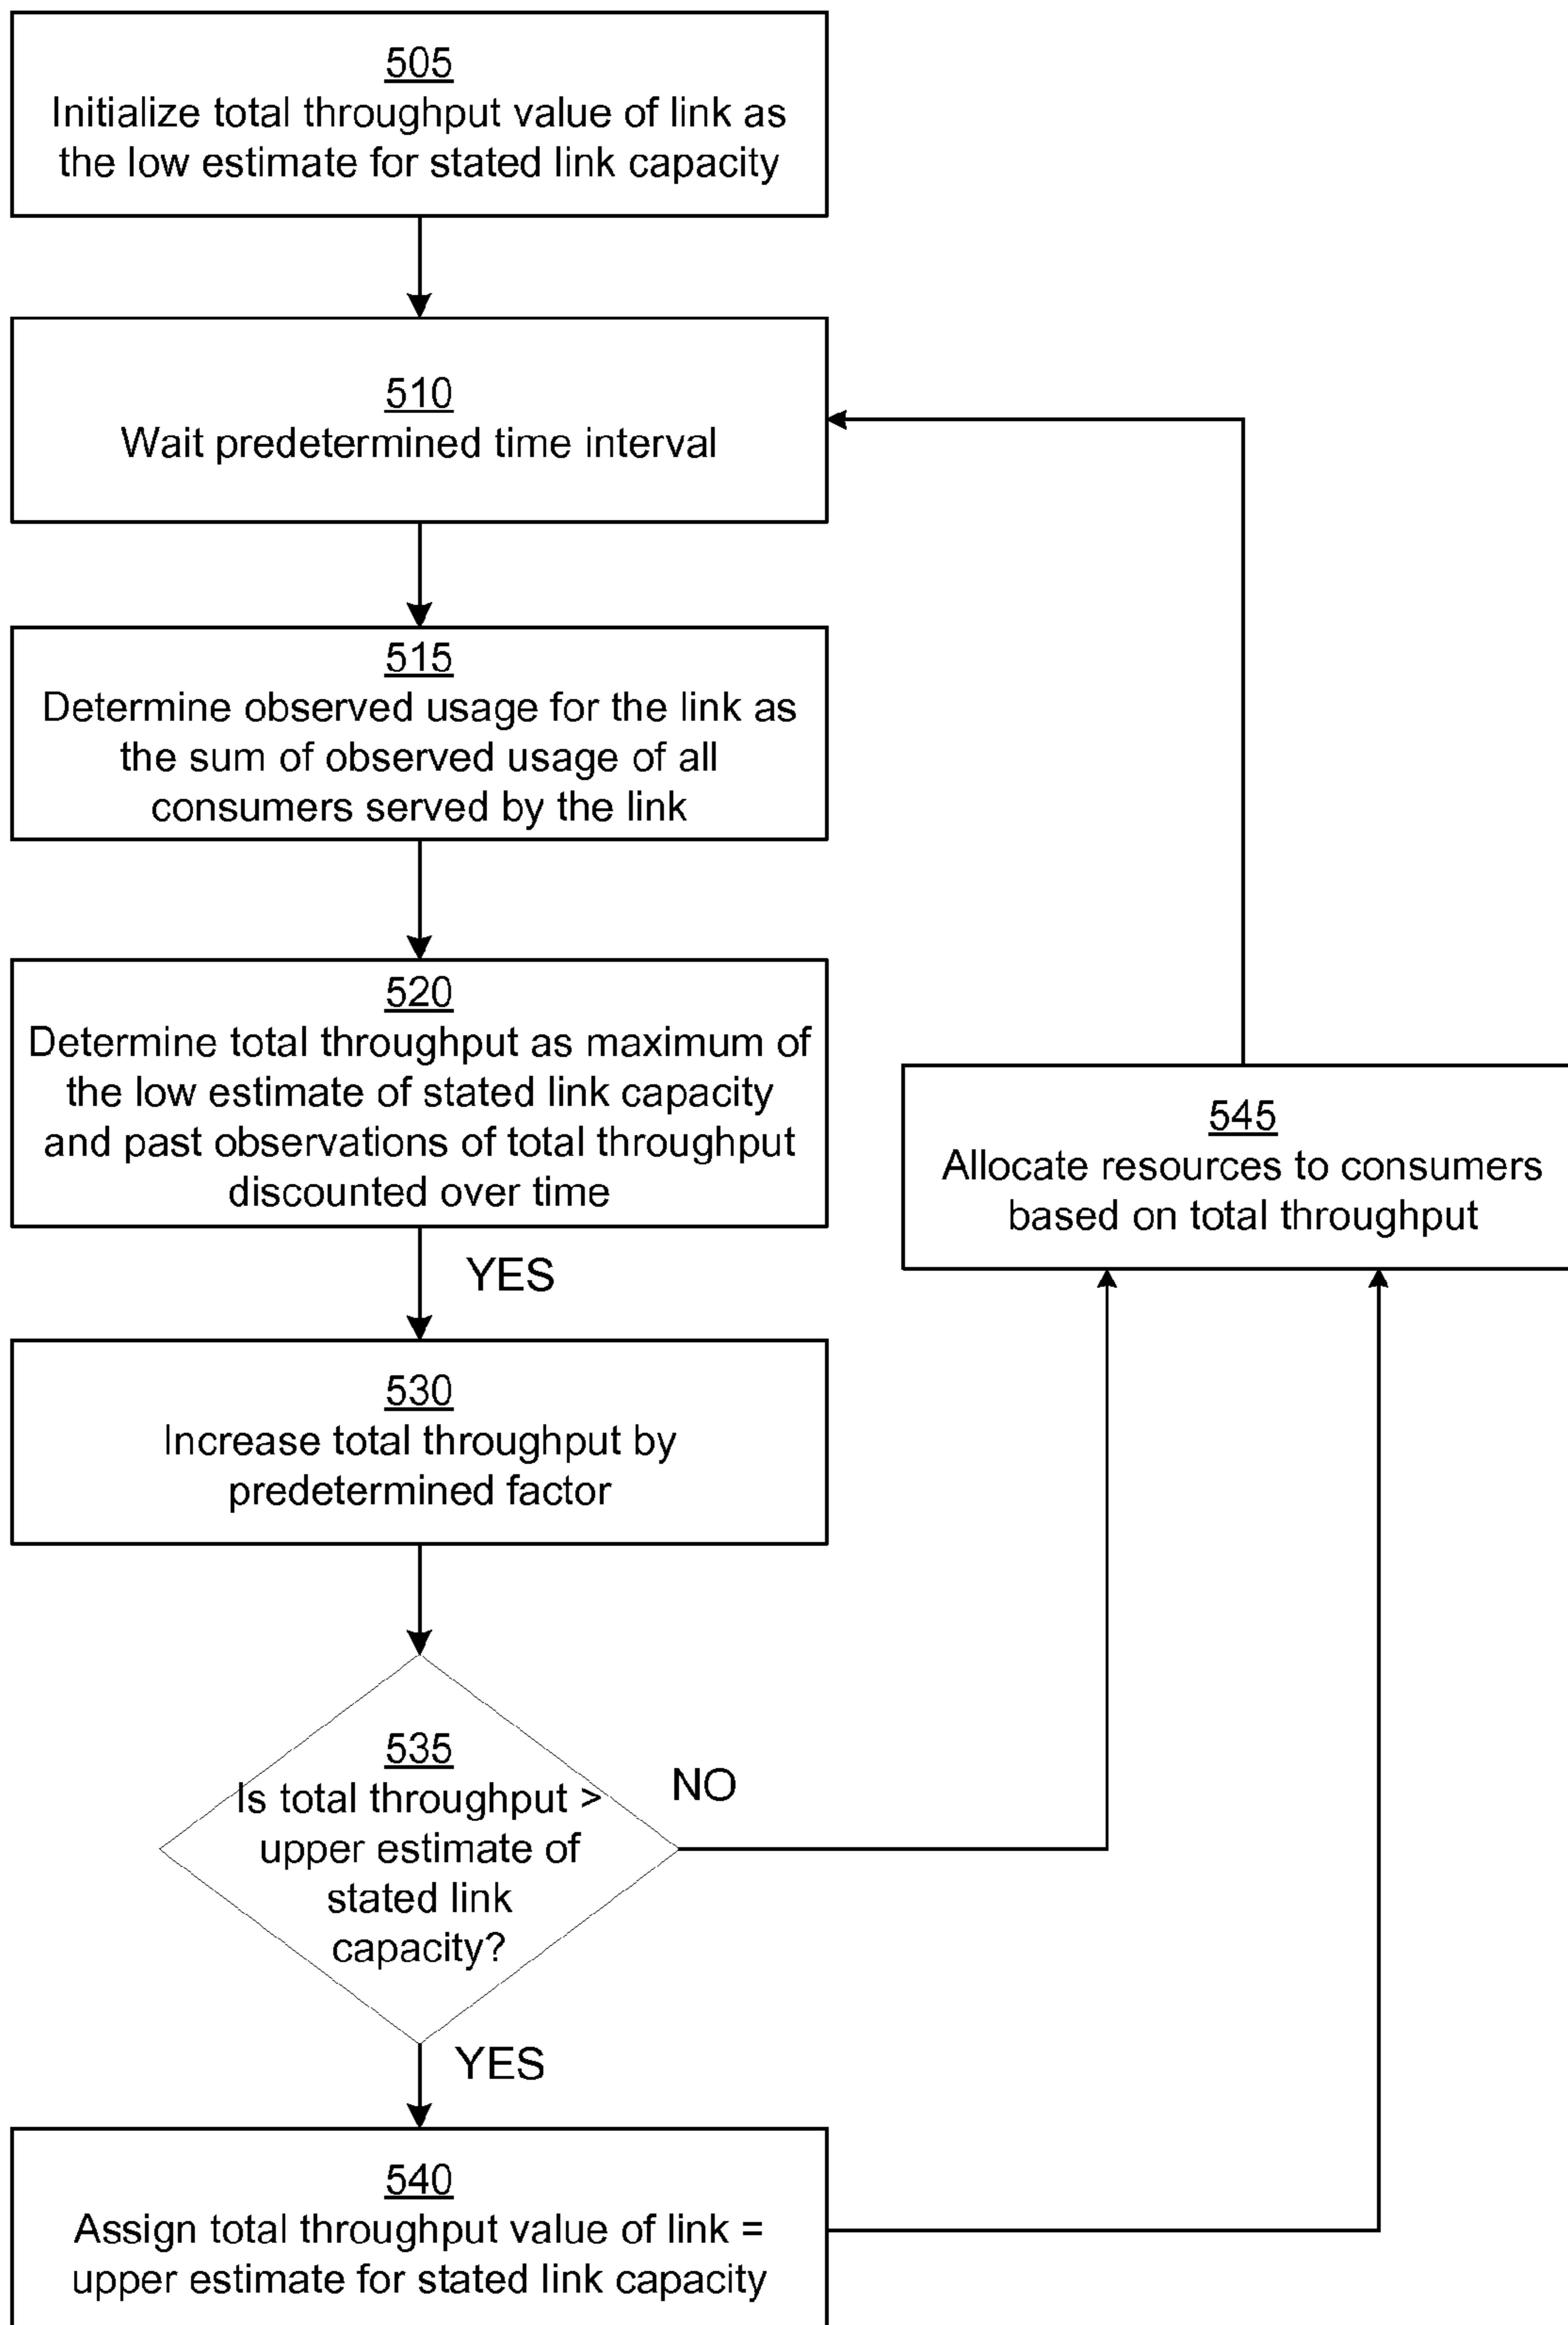 505
Initialize total throughput value of link as
the low estimate for stated link capacity
510
Wait predetermined time interval
515
Determine observed usage for the link as
the sum of observed usage of all
consumers served by the link
520
Determine total throughput as maximum of
the low estimate of stated link capacity
and past observations of total throughput
discounted over time
545
Allocate resources to consumers
based on total throughput
YES
530
Increase total throughput by
predetermined factor
535
Is total throughput >
upper estimate of
stated link
capacity?
NO
YES
540
Assign total throughput value of link =
upper estimate for stated link capacity